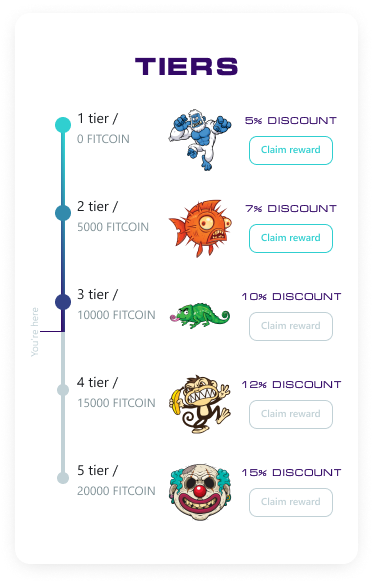 TIERS
1 tier /
0 FITCOIN
5% DISCOUNT
Claim reward
2 tier /
5000 FITCOIN
7% DISCOUNT
Claim reward
3 tier /
10000 FITCOIN
10% DISCOUNT
Claim reward
You're here
4 tier /
15000 FITCOIN
12% DISCOUNT
Claim reward
5 tier /
20000 FITCOIN
15% DISCOUNT
Claim reward